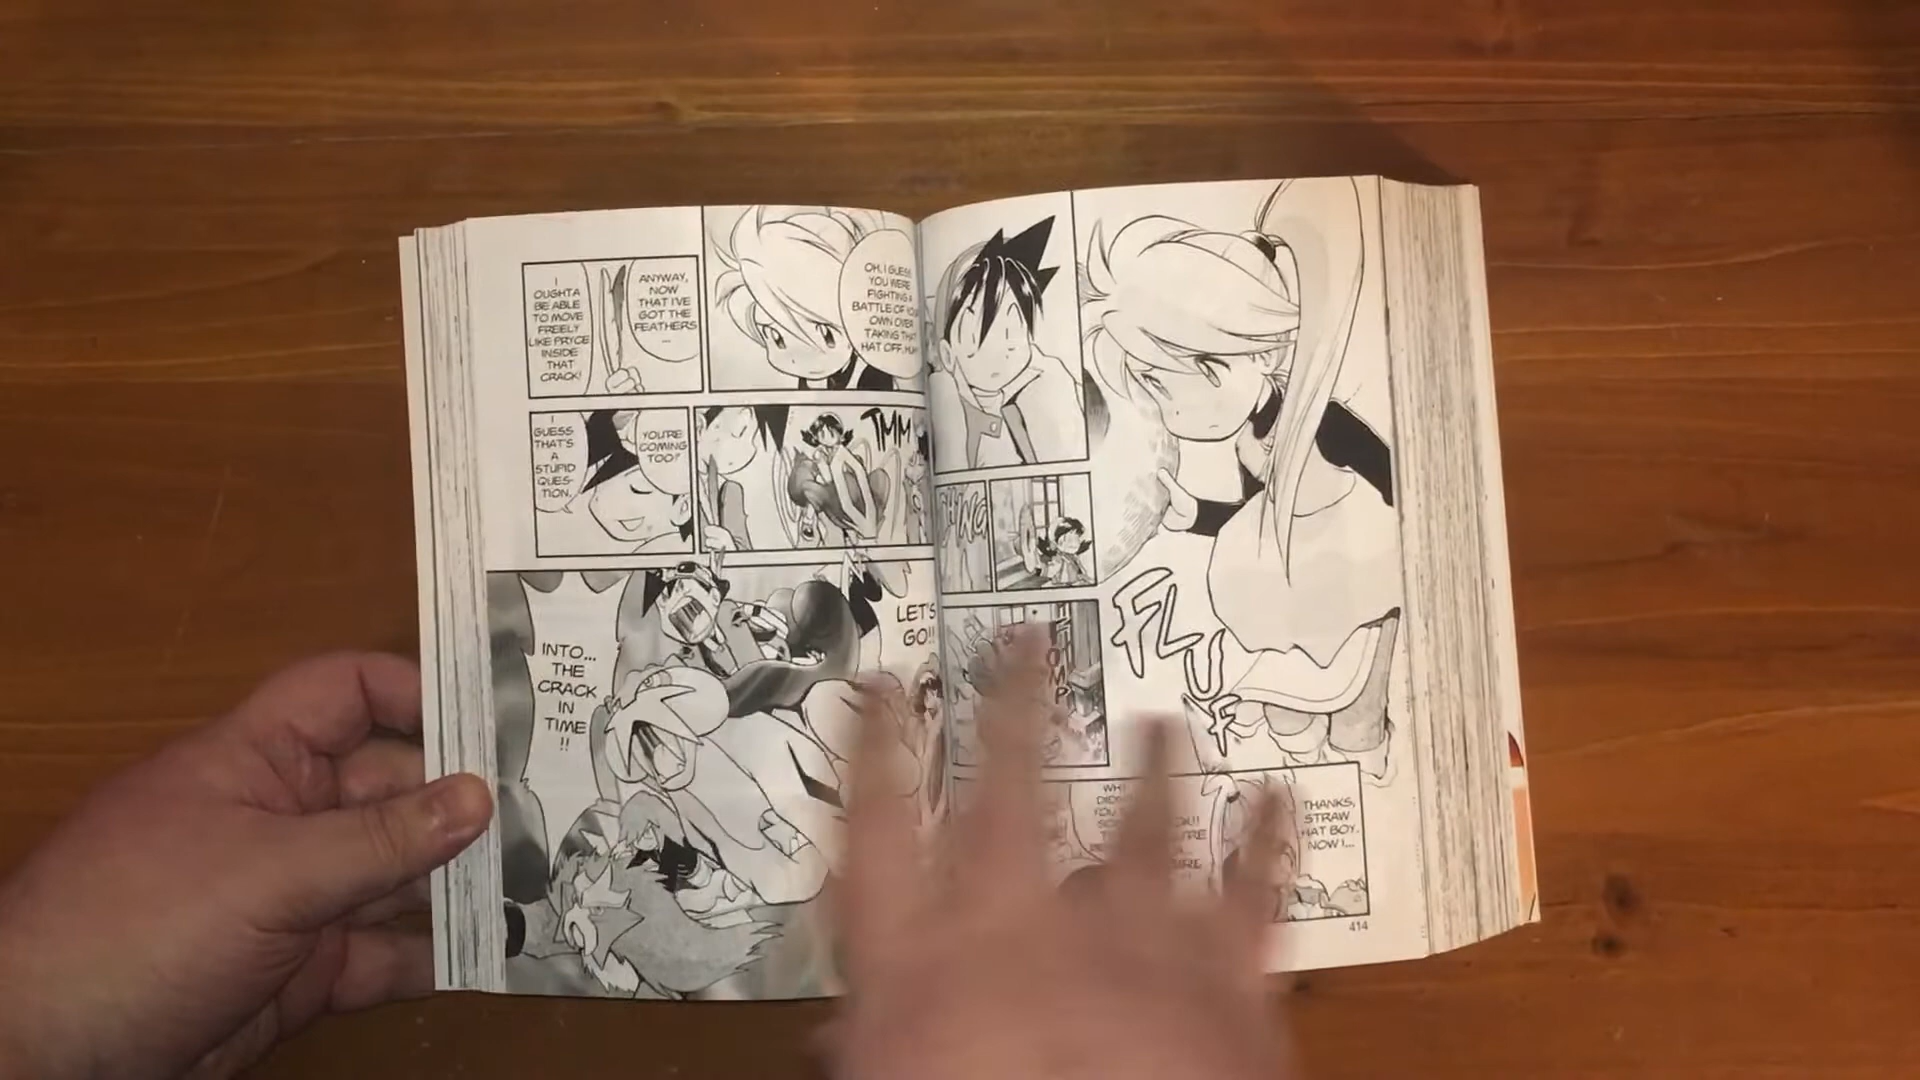 FL
U
F
THANKS,
STRAW
HAT BOY.
NOW I...
414
OH, I GUESS
YOU WERE
FIGHTING A
BATTLE OF YOUR
OWN OVER
TAKING THAT
HAT OFF, HUH
ANYWAY,
NOW
THAT I'VE
GOT THE
FEATHERS
...
I
OUGHTA
BE ABLE
TO MOVE
FREELY
LIKE PRYCE
INSIDE
THAT
CRACK!
TMM
YOU'RE
COMING
TOO?
I
GUESS
THAT'S
A
STUPID
QUES-
TION.
LET'S
GO!!
INTO...
THE
CRACK
IN
TIME
!!